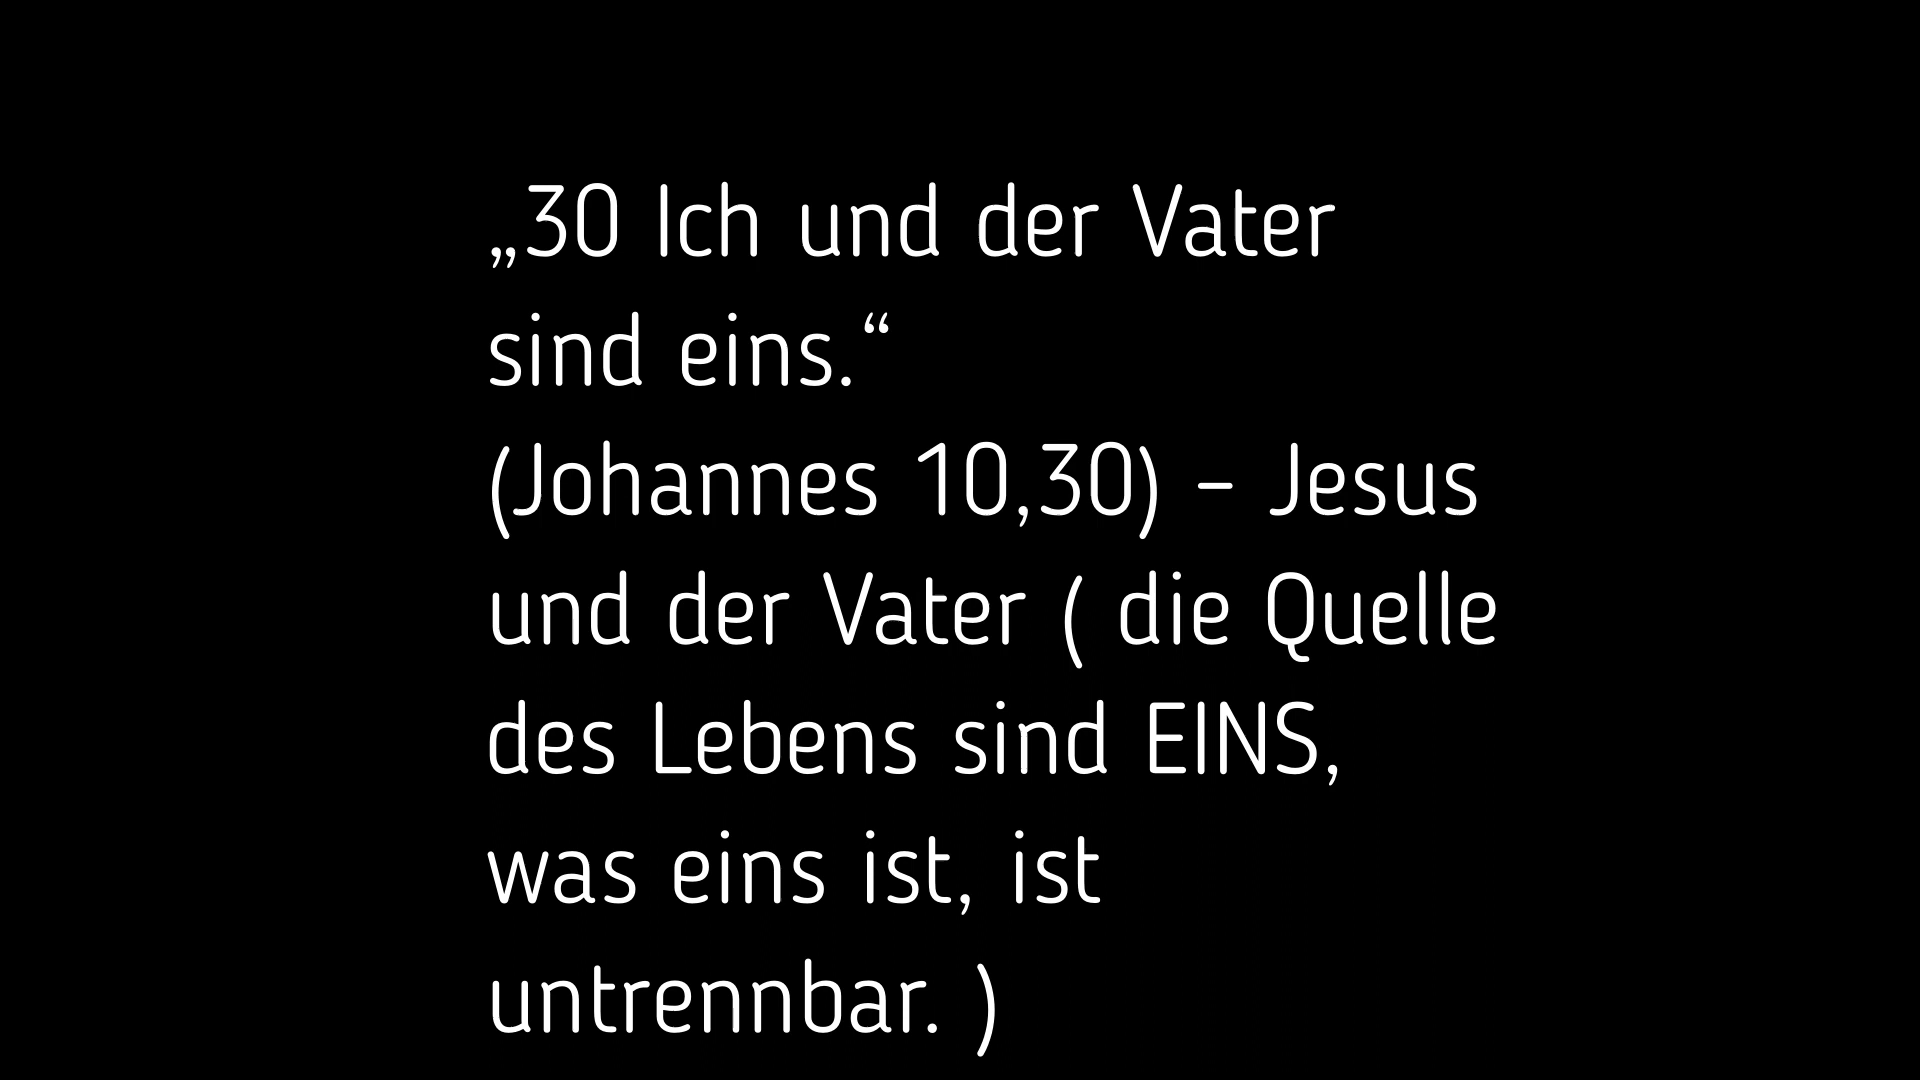 „30 Ich und der Vater
sind eins.“
(Johannes 10,30) – Jesus
und der Vater ( die Quelle
des Lebens sind EINS,
was eins ist, ist
untrennbar. )